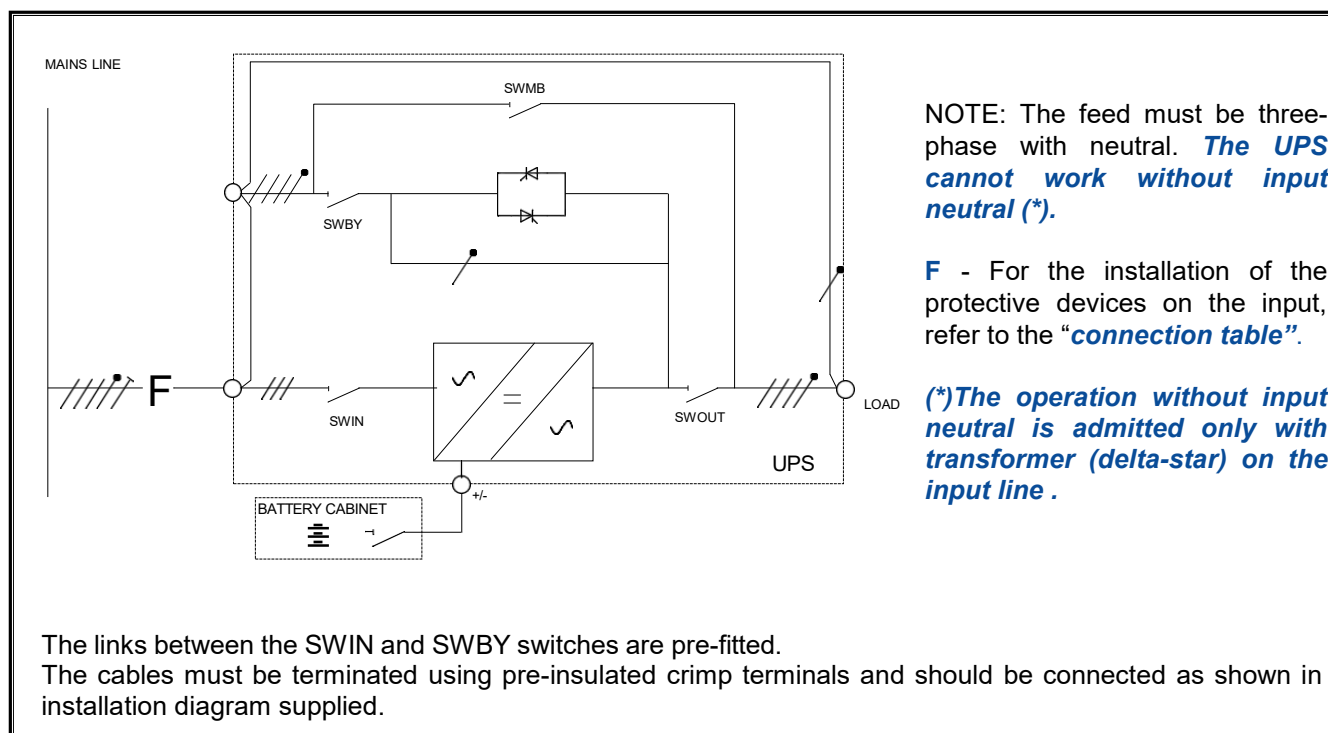 MAINS LINE
SWMB
SWBY
F
SWIN
=
SWOUT
LOAD
UPS
+/-
BATTERY CABINET
NOTE: The feed must be three-
phase with neutral. The UPS
cannot work without input
neutral (*).
F - For the installation of the
protective devices on the input,
refer to the “connection table”.
(*)The operation without input
neutral is admitted only with
transformer (delta-star) on the
input line .
The links between the SWIN and SWBY switches are pre-fitted.
The cables must be terminated using pre-insulated crimp terminals and should be connected as shown in
installation diagram supplied.